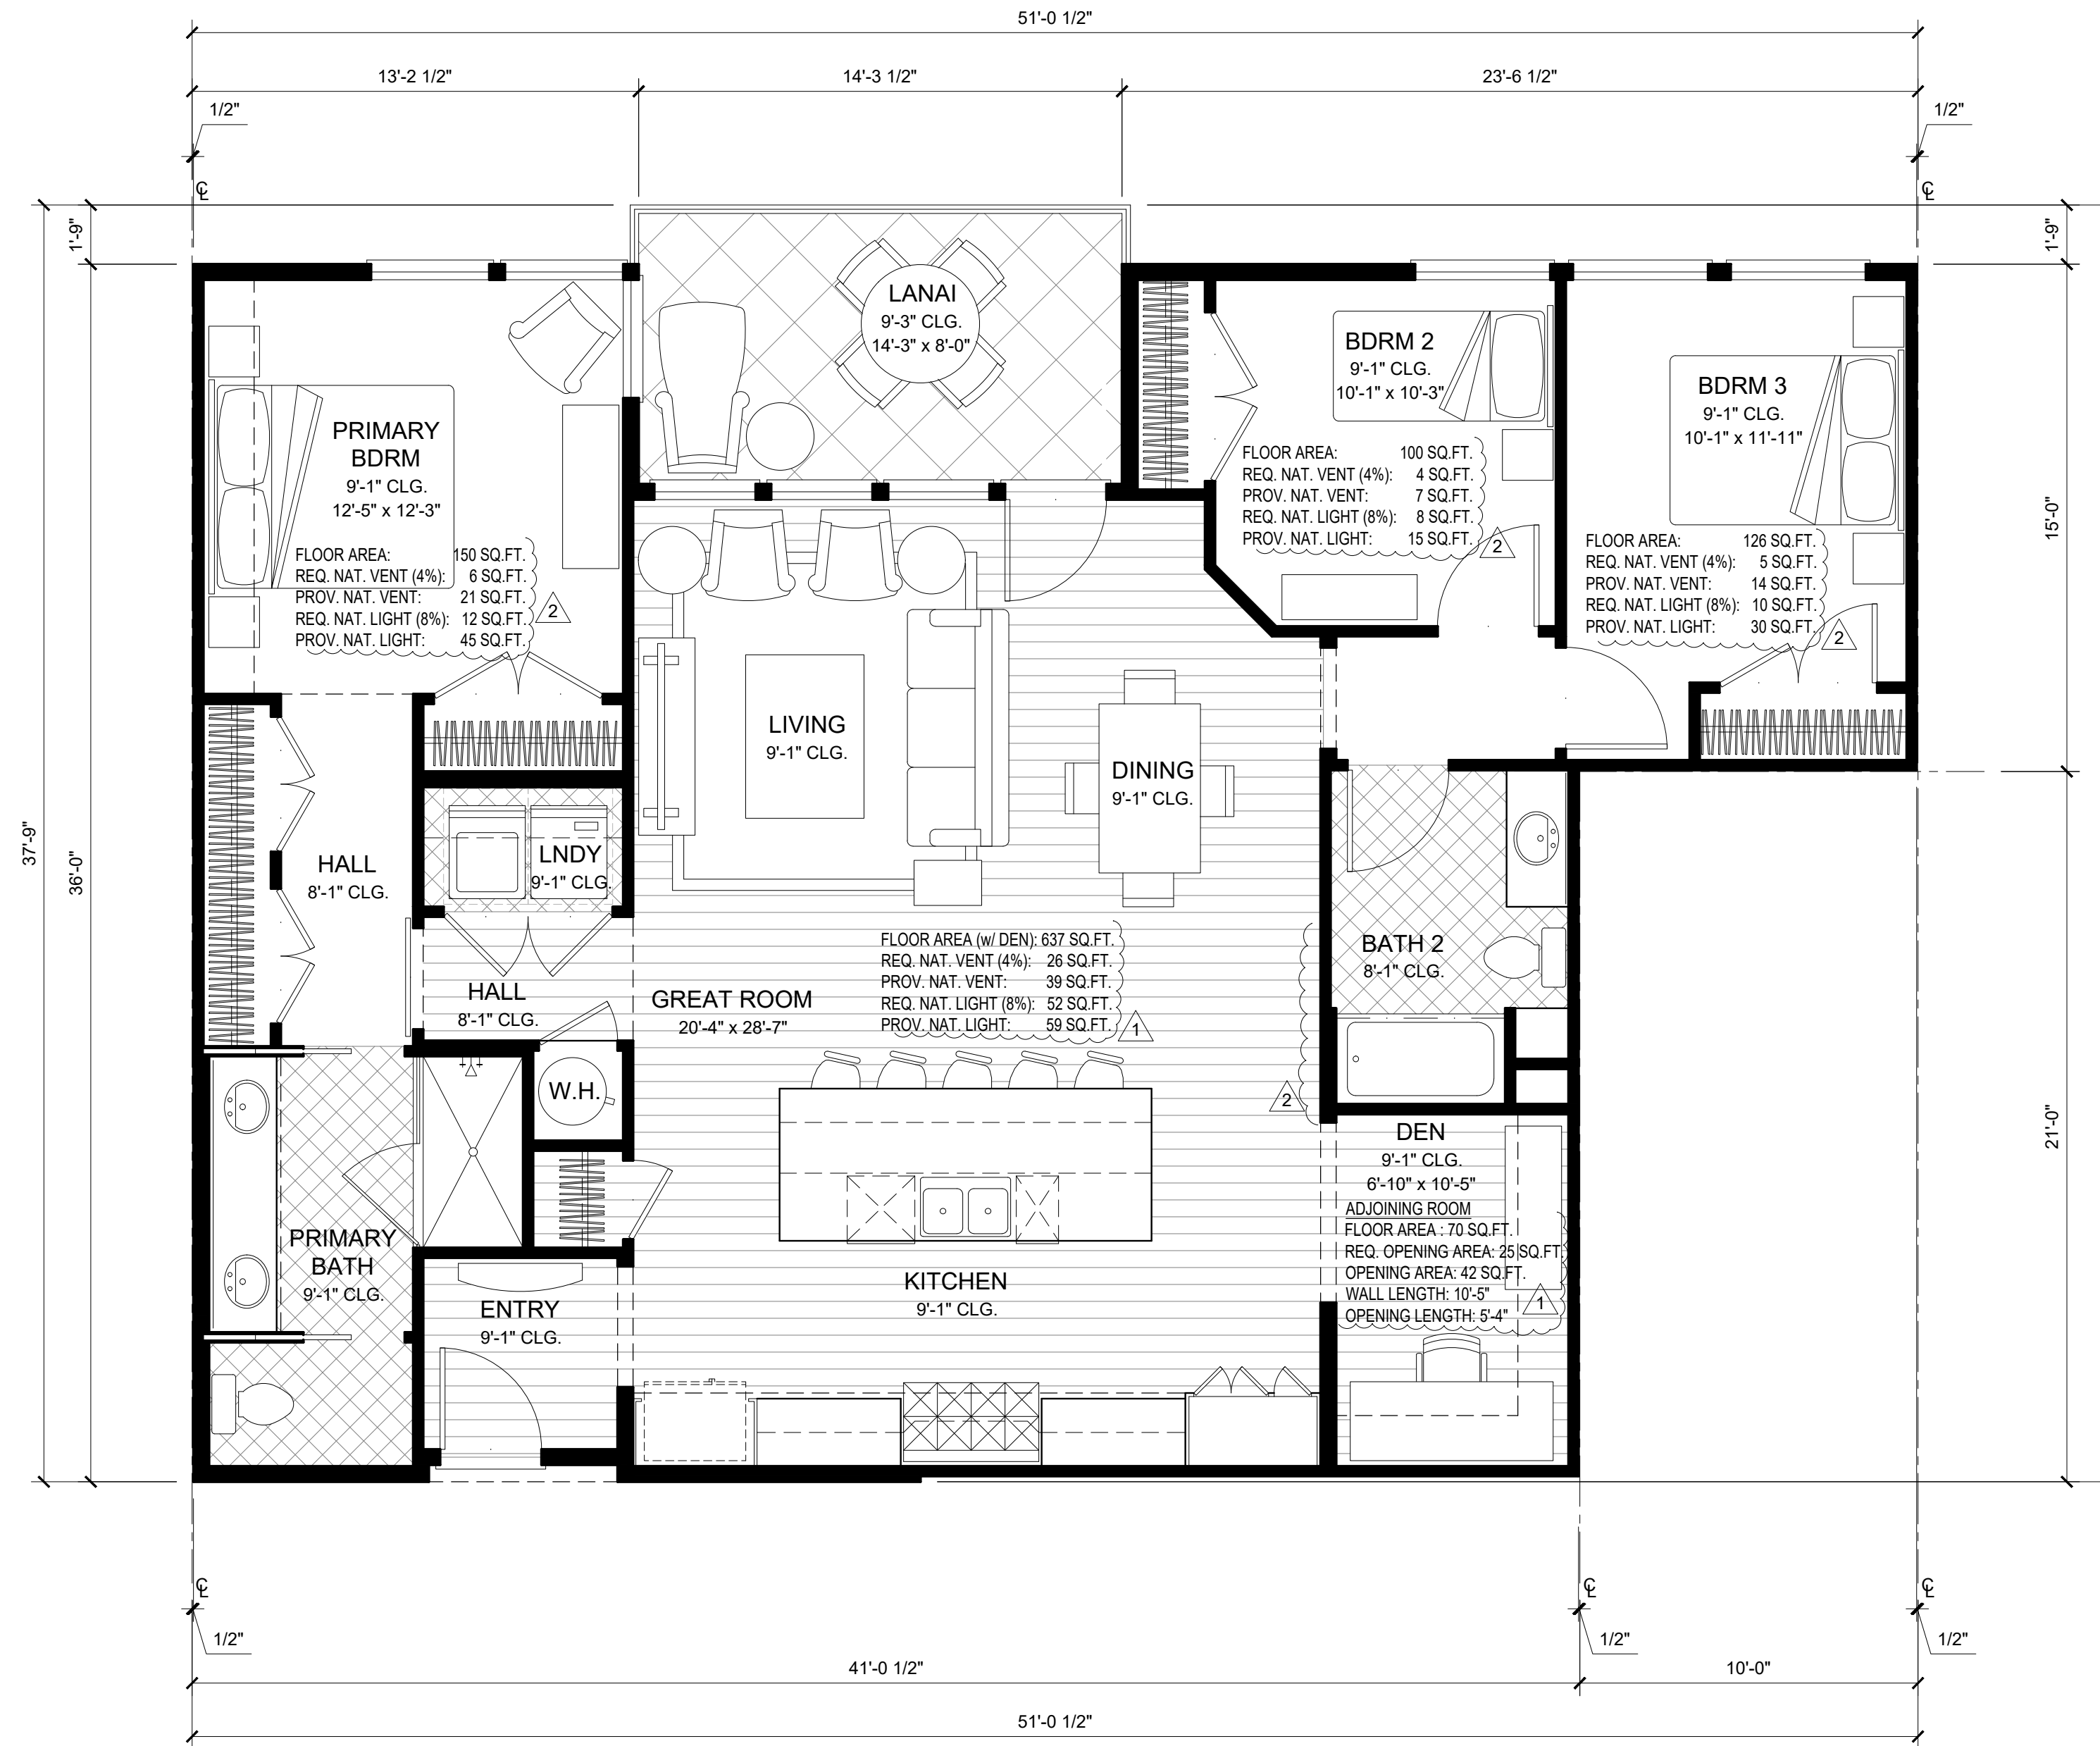 51'-0 1/2"
13'-2 1/2"
14'-3 1/2"
23'-6 1/2"
1/2"
1/2"
℄
℄
1'-9"
1'-9"
LANAI
9'-3" CLG.
14'-3" x 8'-0"
BDRM 2
9'-1" CLG.
10'-1" x 10'-3"
FLOOR AREA: 100 SQ.FT.
REQ. NAT. VENT (4%): 4 SQ.FT.
PROV. NAT. VENT: 7 SQ.FT.
REQ. NAT. LIGHT (8%): 8 SQ.FT.
PROV. NAT. LIGHT: 15 SQ.FT.
2
BDRM 3
9'-1" CLG.
10'-1" x 11'-11"
FLOOR AREA: 126 SQ.FT.
REQ. NAT. VENT (4%): 5 SQ.FT.
PROV. NAT. VENT: 14 SQ.FT.
REQ. NAT. LIGHT (8%): 10 SQ.FT.
PROV. NAT. LIGHT: 30 SQ.FT.
2
PRIMARY
BDRM
9'-1" CLG.
12'-5" x 12'-3"
FLOOR AREA: 150 SQ.FT.
REQ. NAT. VENT (4%): 6 SQ.FT.
PROV. NAT. VENT: 21 SQ.FT.
REQ. NAT. LIGHT (8%): 12 SQ.FT.
PROV. NAT. LIGHT: 45 SQ.FT.
2
15'-0"
LIVING
9'-1" CLG.
DINING
9'-1" CLG.
37'-9"
36'-0"
HALL
8'-1" CLG.
LNDY
9'-1" CLG.
HALL
8'-1" CLG.
GREAT ROOM
20'-4" x 28'-7"
FLOOR AREA (w/ DEN): 637 SQ.FT.
REQ. NAT. VENT (4%): 26 SQ.FT.
PROV. NAT. VENT: 39 SQ.FT.
REQ. NAT. LIGHT (8%): 52 SQ.FT.
PROV. NAT. LIGHT: 59 SQ.FT.
1
BATH 2
8'-1" CLG.
2
W.H.
21'-0"
DEN
9'-1" CLG.
6'-10" x 10'-5"
ADJOINING ROOM
FLOOR AREA : 70 SQ.FT.
REQ. OPENING AREA: 25 SQ.FT.
OPENING AREA: 42 SQ.FT.
WALL LENGTH: 10'-5"
OPENING LENGTH: 5'-4"
1
PRIMARY
BATH
9'-1" CLG.
ENTRY
9'-1" CLG.
KITCHEN
9'-1" CLG.
℄
℄
℄
1/2"
1/2"
1/2"
41'-0 1/2"
10'-0"
51'-0 1/2"